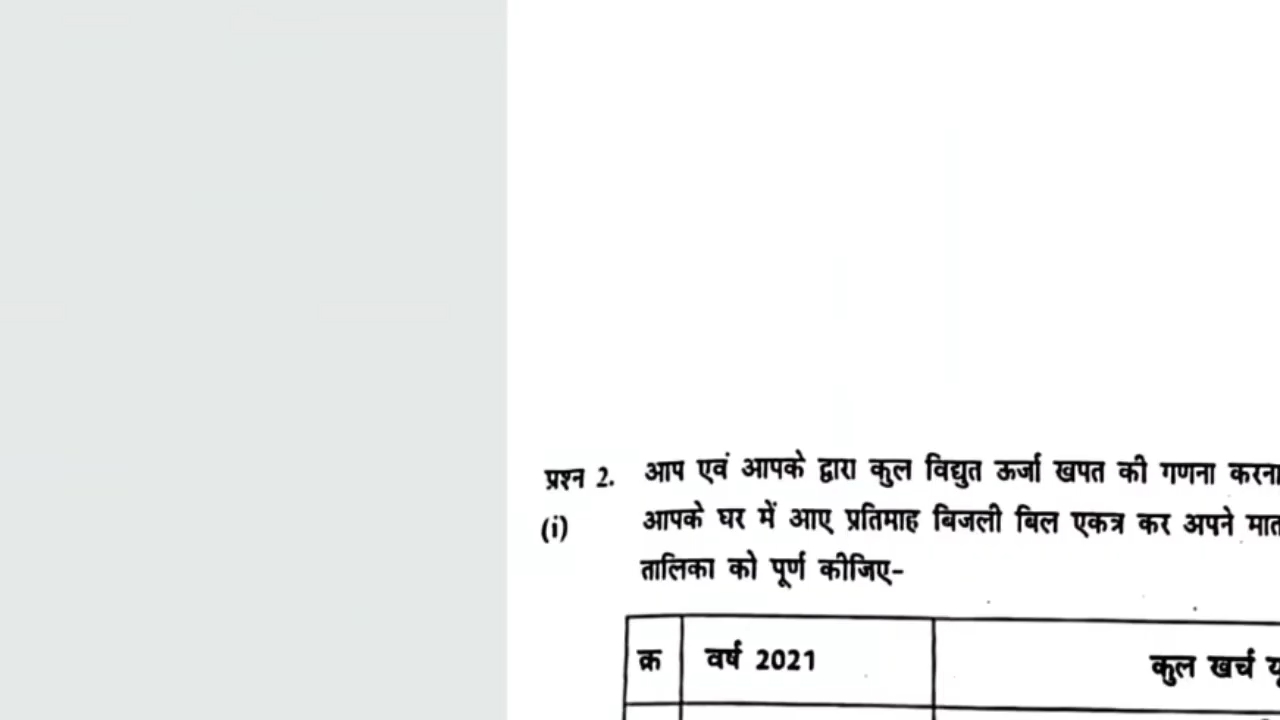 प्रश्न 2. आप एवं आपके द्वारा कुल विद्युत ऊर्जा खपत की गणना करना
(i) आपके घर में आए प्रतिमाह बिजली बिल एकत्र कर अपने मात
तालिका को पूर्ण कीजिए-
क्र वर्ष 2021 कुल खर्च यू